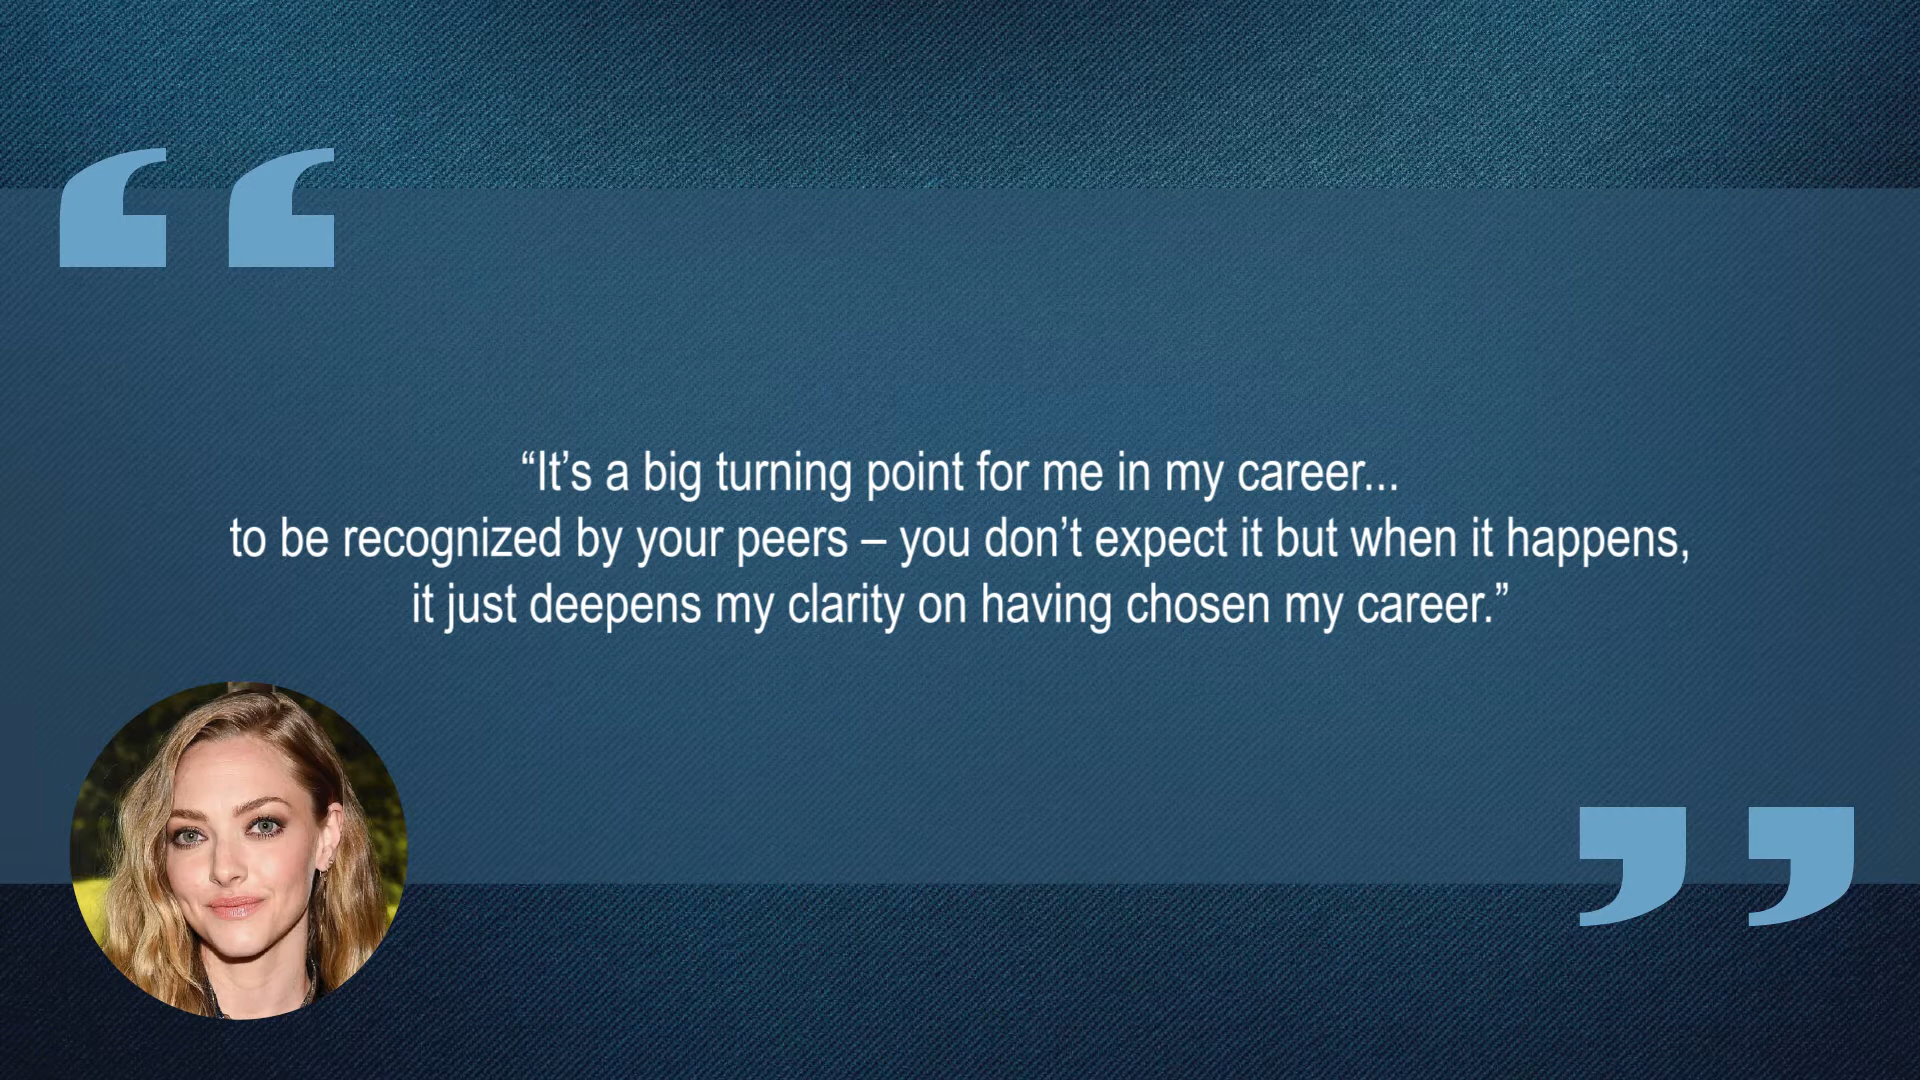 “It’s a big turning point for me in my career...
to be recognized by your peers – you don’t expect it but when it happens,
it just deepens my clarity on having chosen my career.”